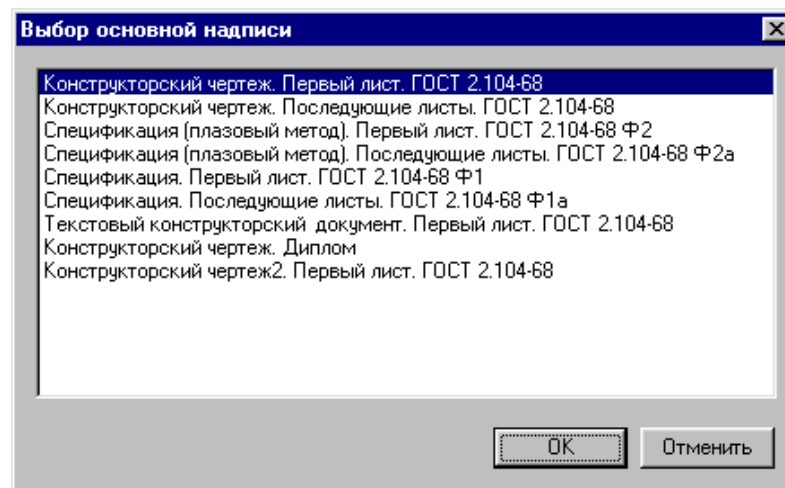 Выбор основной надписи
Конструкторский чертеж. Первый лист. ГОСТ 2.104-68
Конструкторский чертеж. Последующие листы. ГОСТ 2.104-68
Спецификация (плазовый метод). Первый лист. ГОСТ 2.104-68 Ф2
Спецификация (плазовый метод). Последующие листы. ГОСТ 2.104-68 Ф2а
Спецификация. Первый лист. ГОСТ 2.104-68 Ф1
Спецификация. Последующие листы. ГОСТ 2.104-68 Ф1а
Текстовый конструкторский документ. Первый лист. ГОСТ 2.104-68
Конструкторский чертеж. Диплом
Конструкторский чертеж2. Первый лист. ГОСТ 2.104-68
OK Отменить